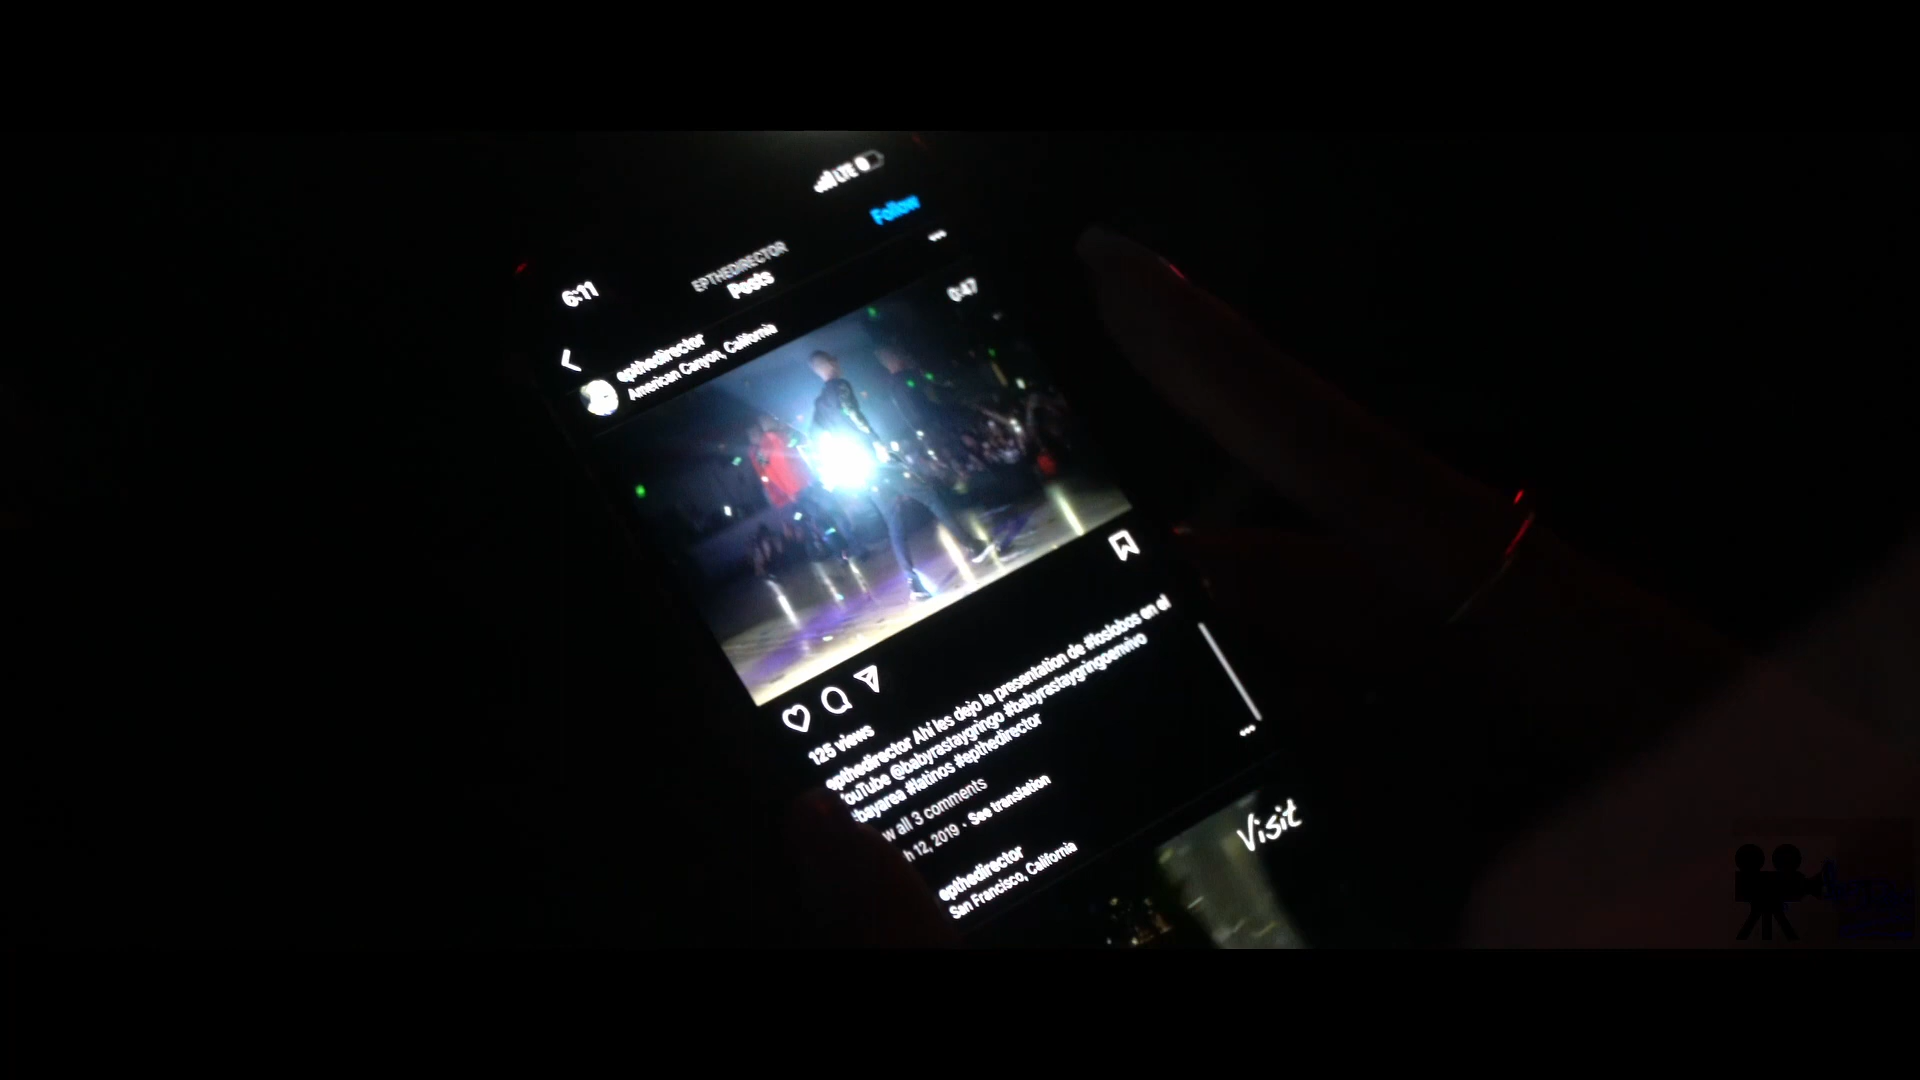 LTE
6:11
EPTHEDIRECTOR
Posts
Follow
epthedirector
American Canyon, California
0:47
125 views
epthedirector Ahí les dejo la presentation de #loslobos en el
YouTube @babyrastaygringo #babyrastaygringoenvivo
#bayarea #latinos #epthedirector
w all 3 comments
h 12, 2019 · See translation
epthedirector
San Francisco, California
Visit